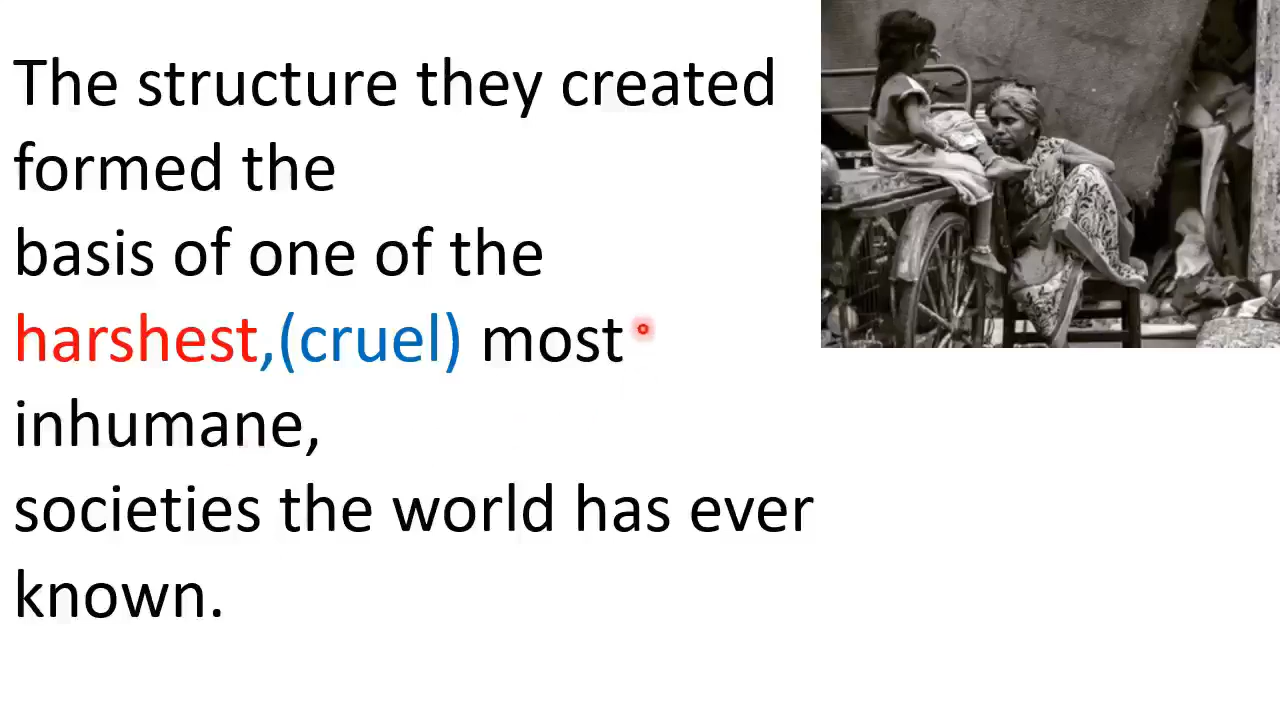 The structure they created
formed the
basis of one of the
harshest,(cruel) most
inhumane,
societies the world has ever
known.